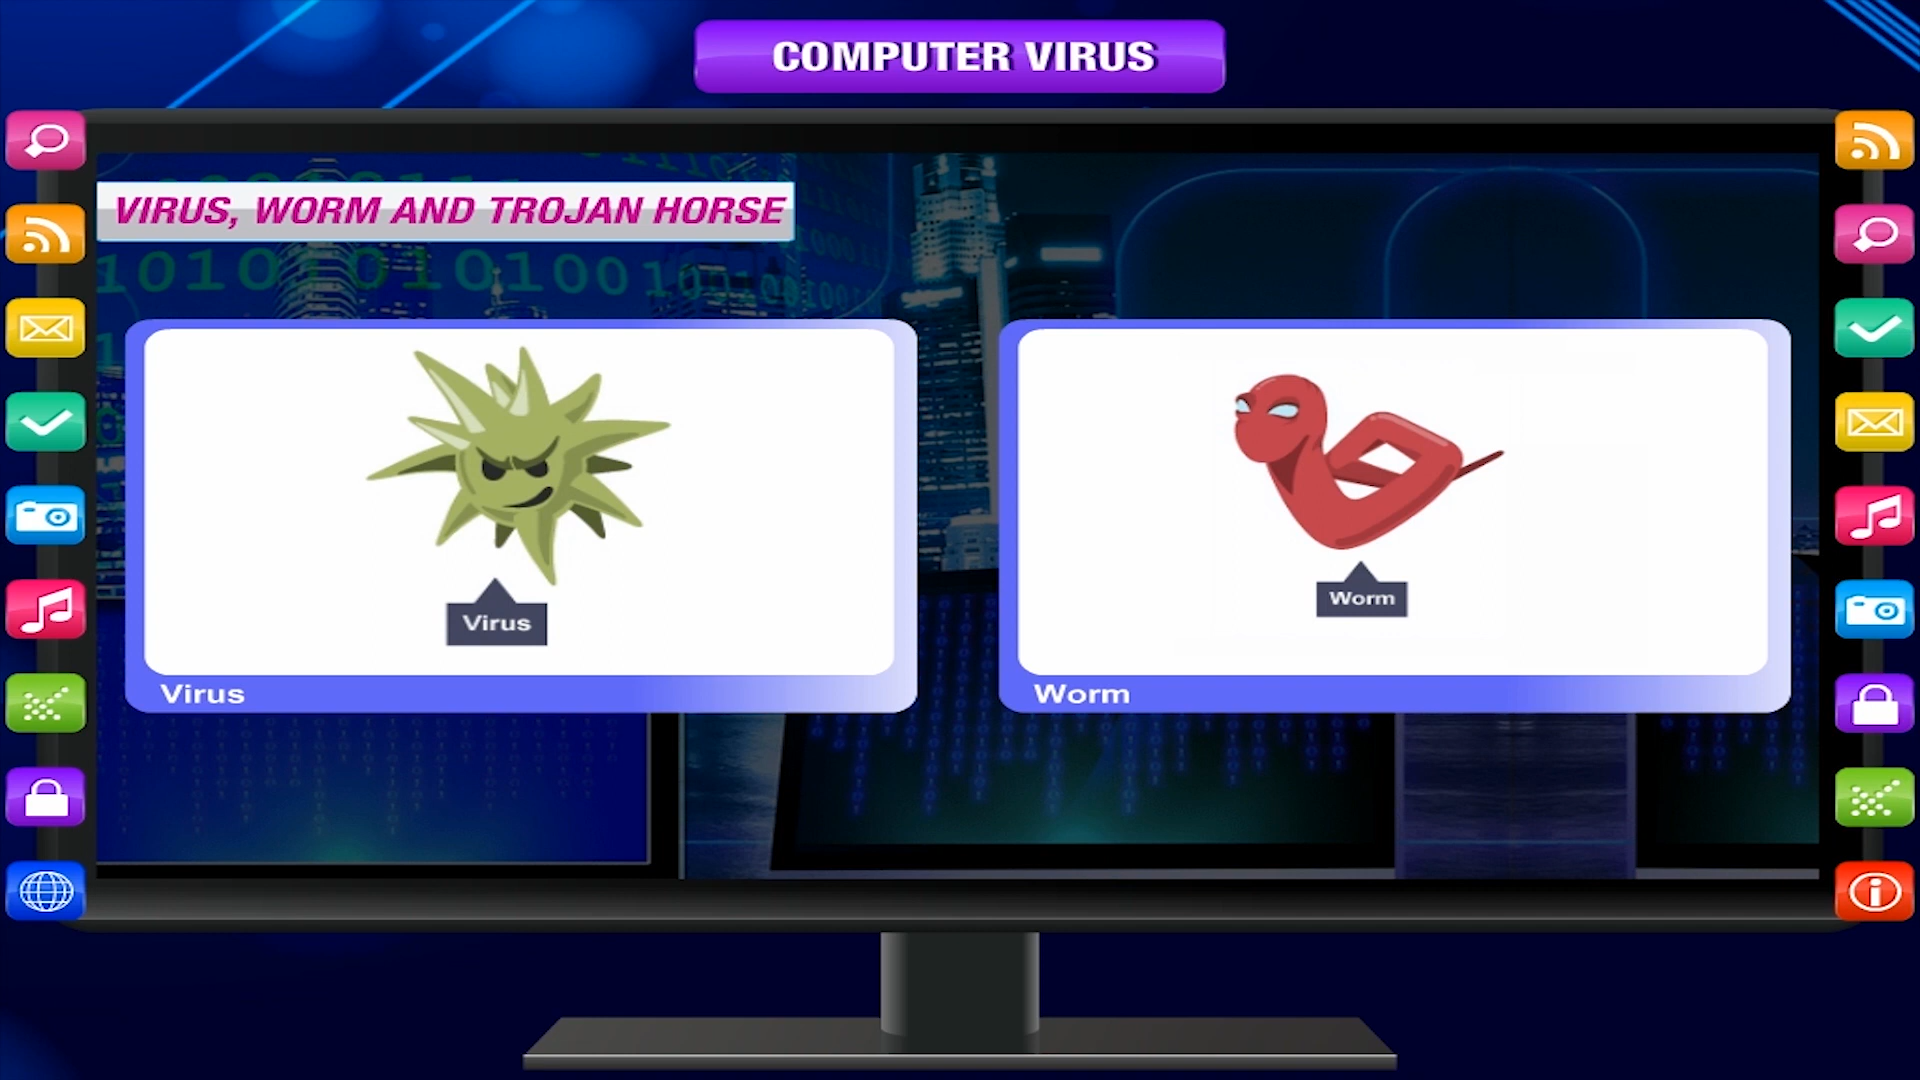 COMPUTER VIRUS
VIRUS, WORM AND TROJAN HORSE
Virus
Worm
Virus
Worm